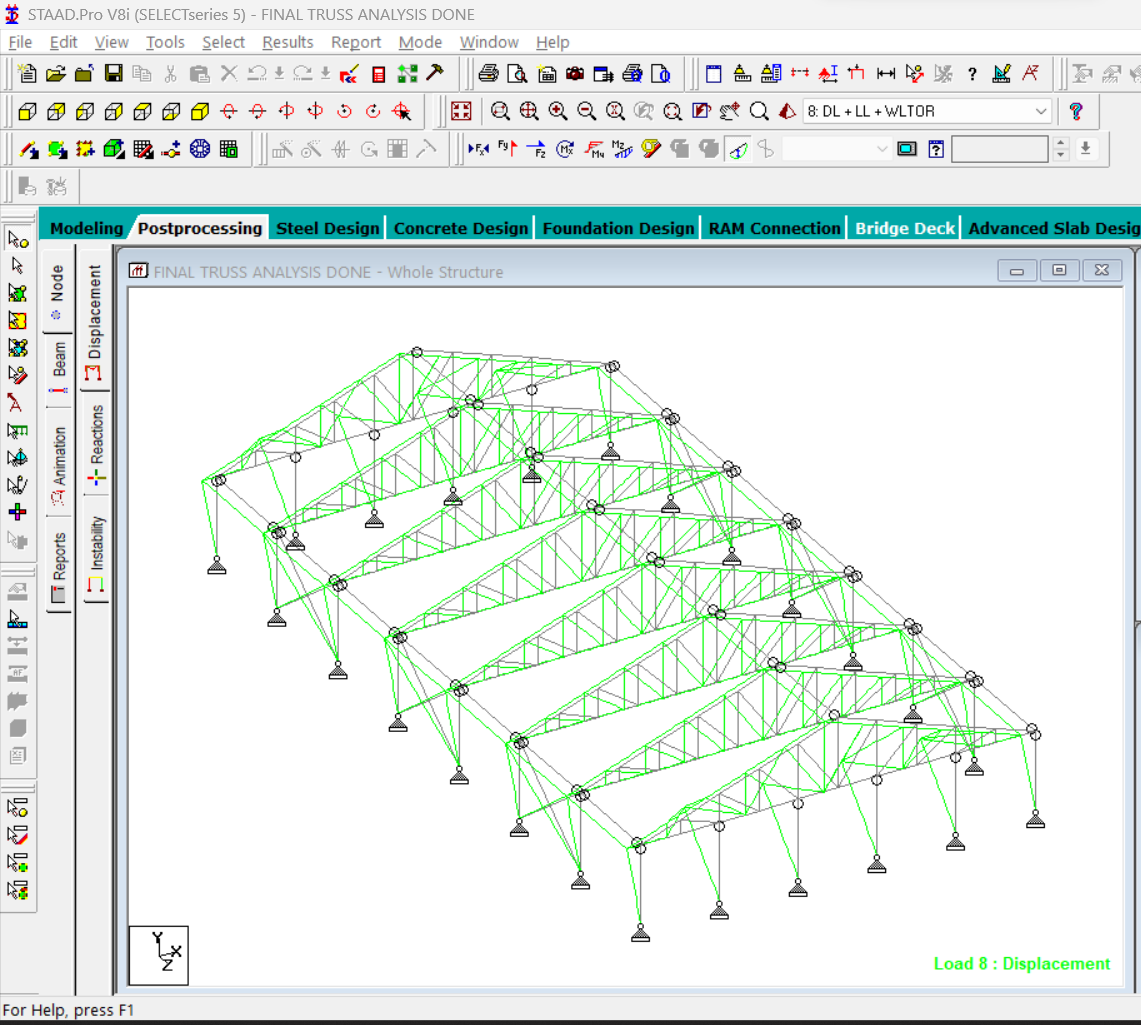 STAAD.Pro V8i (SELECTseries 5) - FINAL TRUSS ANALYSIS DONE
File Edit View Tools Select Results Report Mode Window Help
8: DL + LL + WLTOR
Modeling Postprocessing Steel Design Concrete Design Foundation Design RAM Connection Bridge Deck Advanced Slab Desig
FINAL TRUSS ANALYSIS DONE - Whole Structure
Node
Beam
Animation
Reports
Displacement
Reactions
Instability
Y
X
Z
Load 8 : Displacement
For Help, press F1